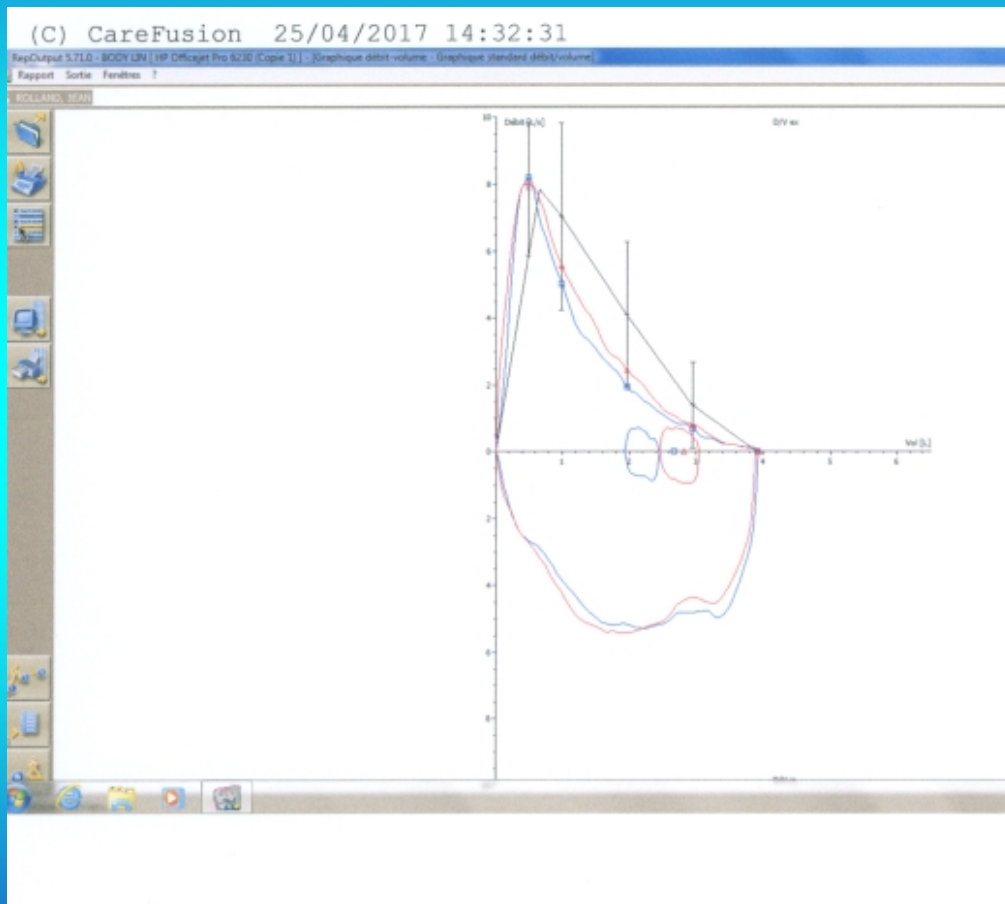 (C) CareFusion 25/04/2017 14:32:31
RepOutput 5.71.0 - BODY LIN [ HP Officejet Pro 6230 (Copie 1)] - [Graphique débit-volume - Graphique standard débit/volume]
Rapport Sortie Fenêtres ?
ROLLAND, JEAN
10 Débit [L/s] D/V ex
8
6
4
2
0 1 2 3 4 5 6 Vol [L]
2
4
6
8